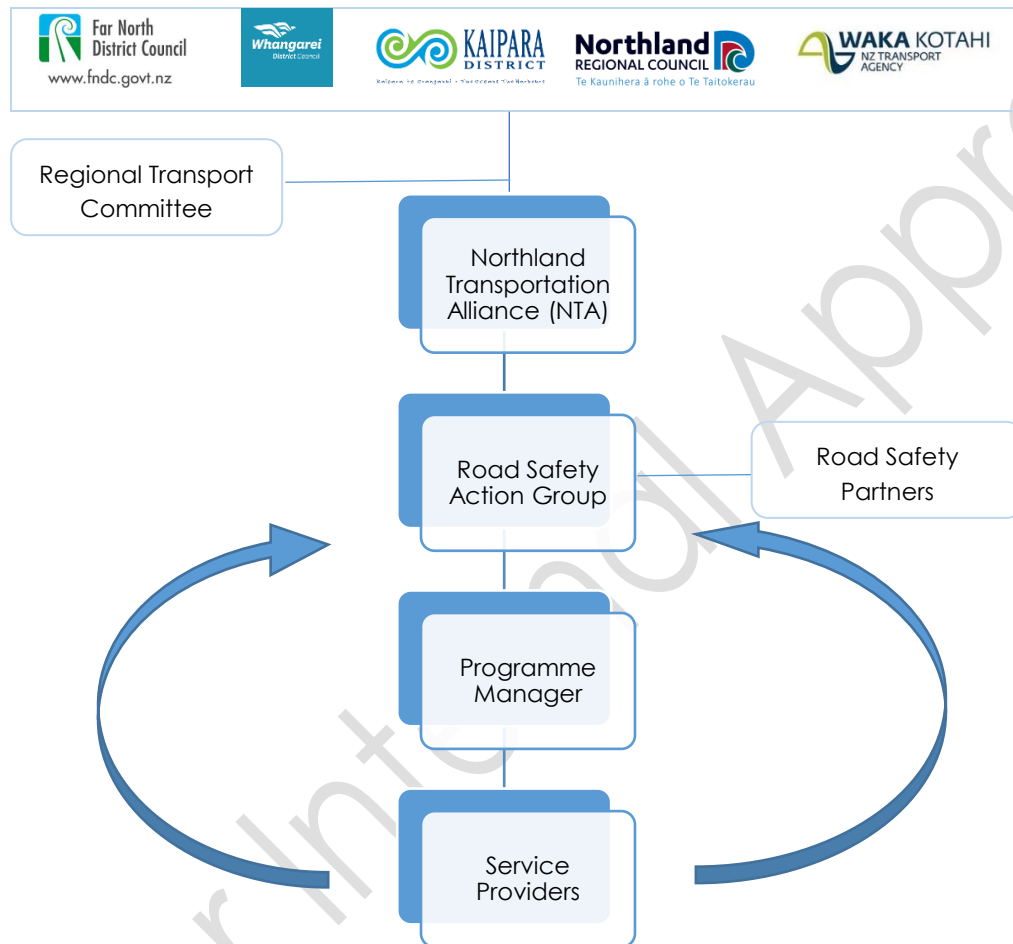 Far North
District Council
www.fndc.govt.nz
Whangarei
District Council
KAIPARA
DISTRICT
Northland
REGIONAL COUNCIL
Te Kaunihera ā rohe o Te Taitokerau
WAKA KOTAHI
NZ TRANSPORT
AGENCY
Regional Transport
Committee
Northland
Transportation
Alliance (NTA)
Road Safety
Action Group
Road Safety
Partners
Programme
Manager
Service
Providers